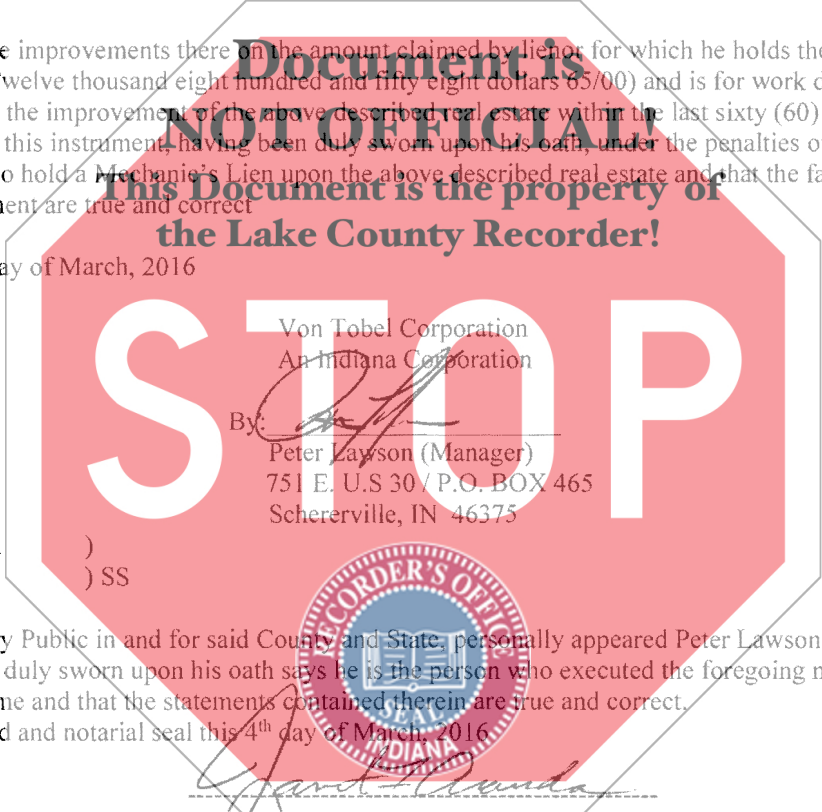 Document is
e improvements there on the amount claimed by lienor for which he holds the
welve thousand eight hundred and fifty eight dollars 65/00) and is for work d
the improvement of the above described real estate within the last sixty (60)
NOT OFFICIAL!
this instrument, having been duly sworn upon his oath, under the penalties o
o hold a Mechanic's Lien upon the above described real estate and that the fa
This Document is the property of
ent are true and correct
the Lake County Recorder!
ay of March, 2016
STOP
Von Tobel Corporation
An Indiana Corporation
By:
Peter Lawson (Manager)
751 E. U.S 30 / P.O. BOX 465
Schererville, IN 46375
)
) SS
RECORDER'S OFFICE
y Public in and for said County and State, personally appeared Peter Lawson
duly sworn upon his oath says he is the person who executed the foregoing
ne and that the statements contained therein are true and correct.
SEAL
d and notarial seal this 4th day of March, 2016
INDIANA